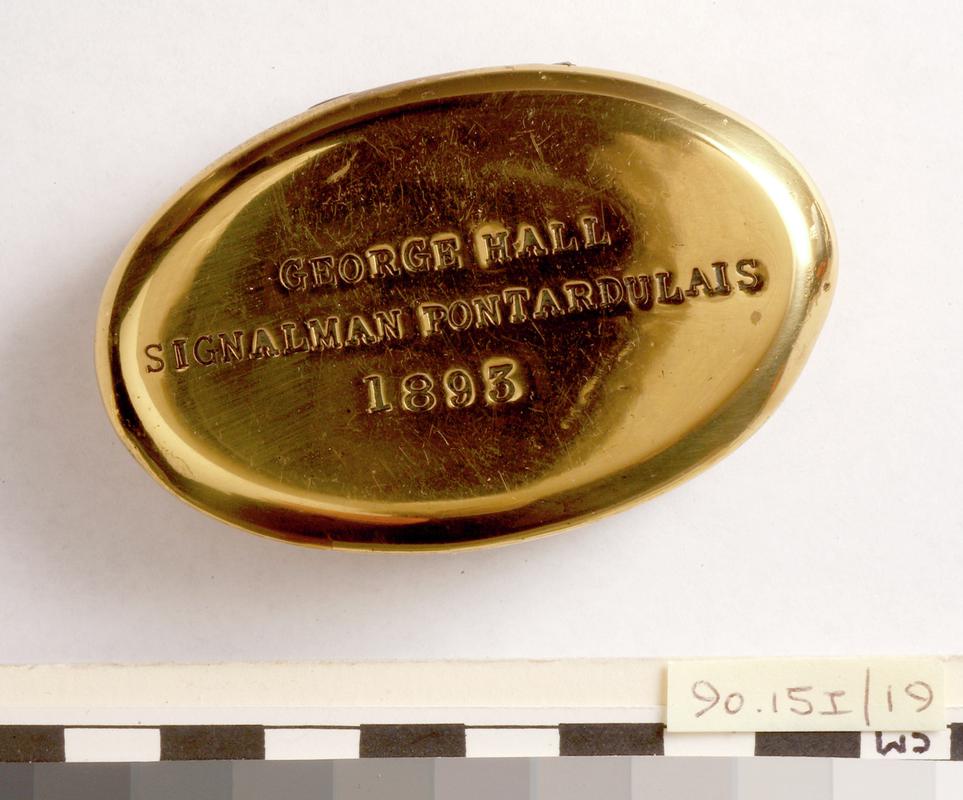 GEORGE HALL
SIGNALMAN PONTARDULAIS
1893
90.15I/19
CM